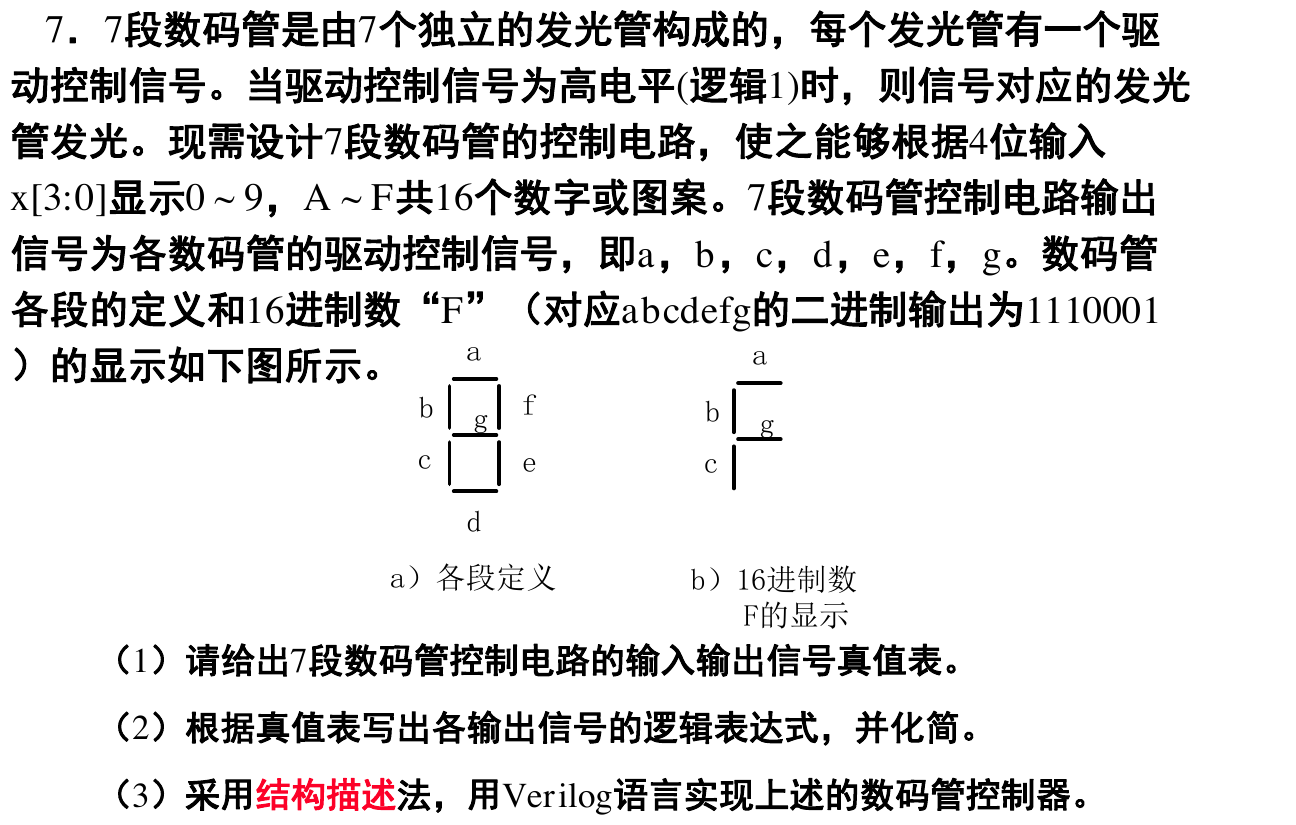 7．7段数码管是由7个独立的发光管构成的，每个发光管有一个驱
动控制信号。当驱动控制信号为高电平(逻辑1)时，则信号对应的发光
管发光。现需设计7段数码管的控制电路，使之能够根据4位输入
x[3:0]显示0～9，A～F共16个数字或图案。7段数码管控制电路输出
信号为各数码管的驱动控制信号，即a，b，c，d，e，f，g。数码管
各段的定义和16进制数“F”（对应abcdefg的二进制输出为1110001
）的显示如下图所示。
a
b
f
g
c
e
d
a）各段定义
a
b
g
c
b）16进制数
F的显示
（1）请给出7段数码管控制电路的输入输出信号真值表。
（2）根据真值表写出各输出信号的逻辑表达式，并化简。
（3）采用结构描述法，用Verilog语言实现上述的数码管控制器。